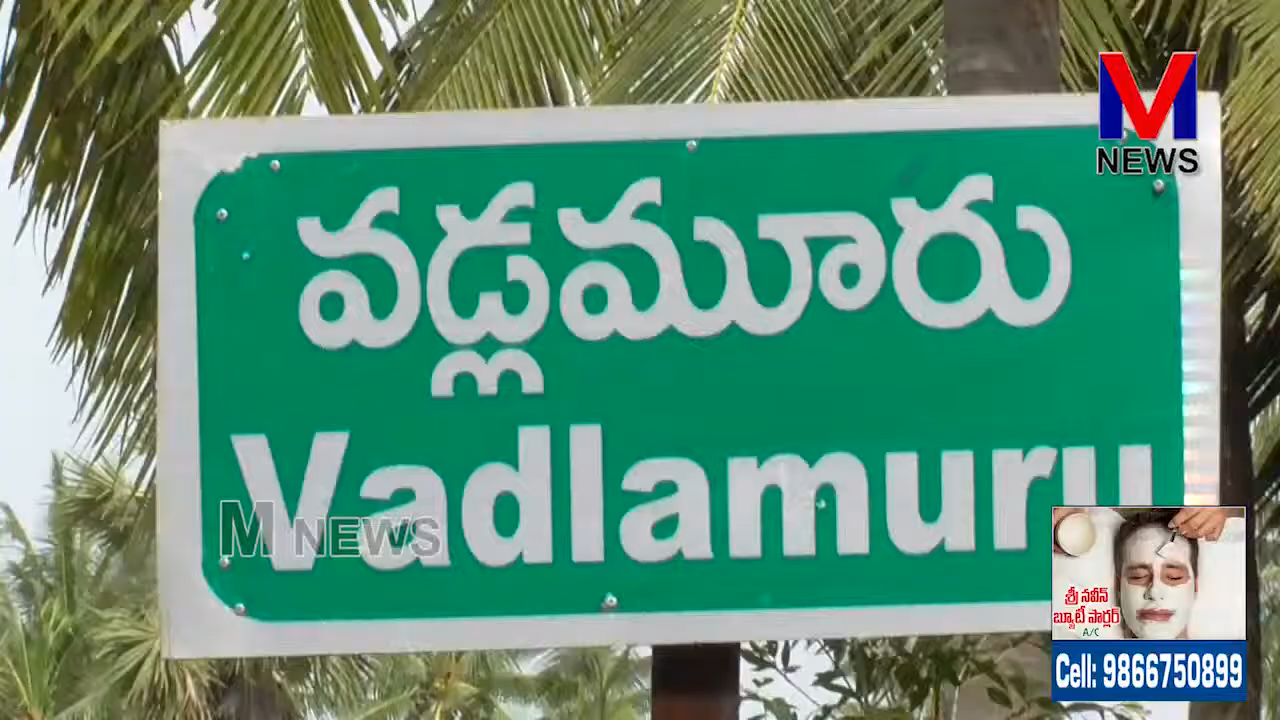 M
NEWS
వడ్లమూరు
Vadlamuru
M NEWS
శ్రీ నవీన్
బ్యూటీ పార్లర్
A/C
Cell: 9866750899